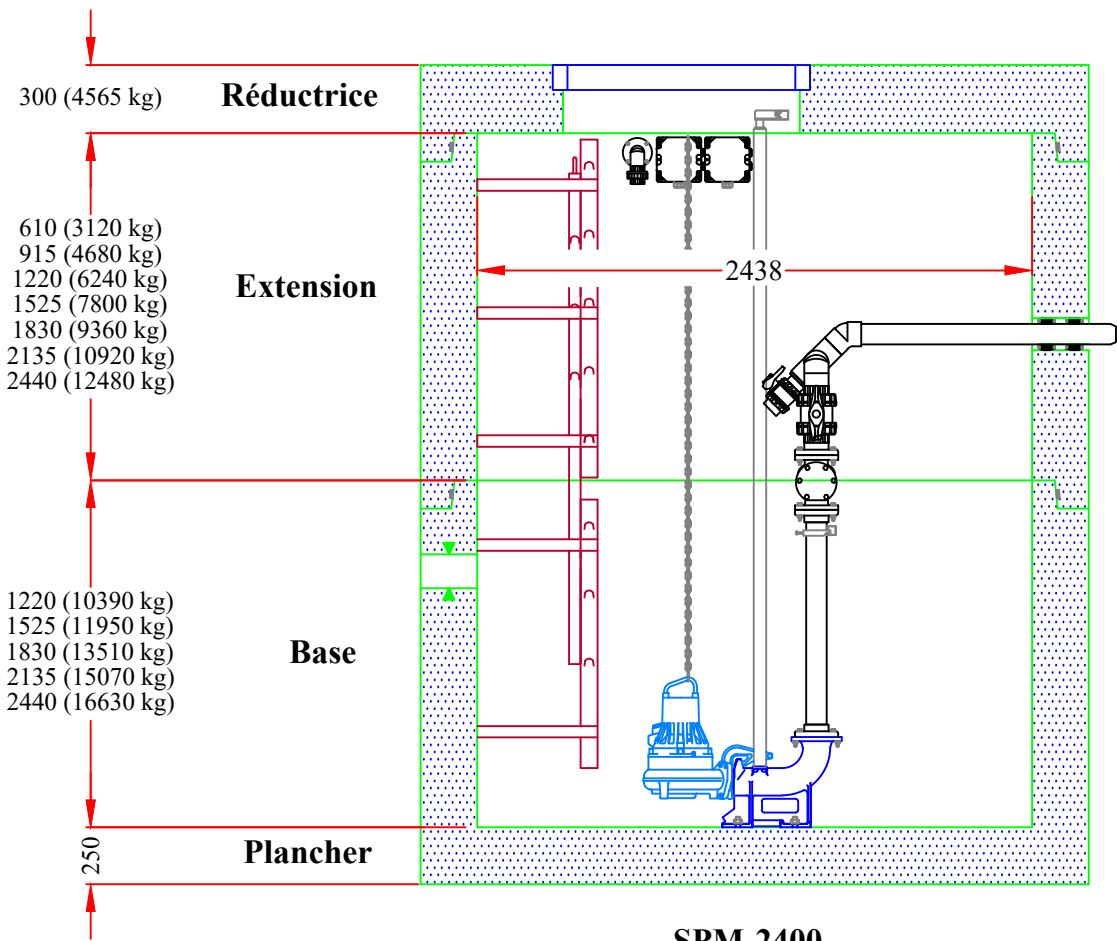 300 (4565 kg)
Réductrice
610 (3120 kg)
915 (4680 kg)
1220 (6240 kg)
1525 (7800 kg)
1830 (9360 kg)
2135 (10920 kg)
2440 (12480 kg)
Extension
2438
1220 (10390 kg)
1525 (11950 kg)
1830 (13510 kg)
2135 (15070 kg)
2440 (16630 kg)
Base
250
Plancher
SPM-2400